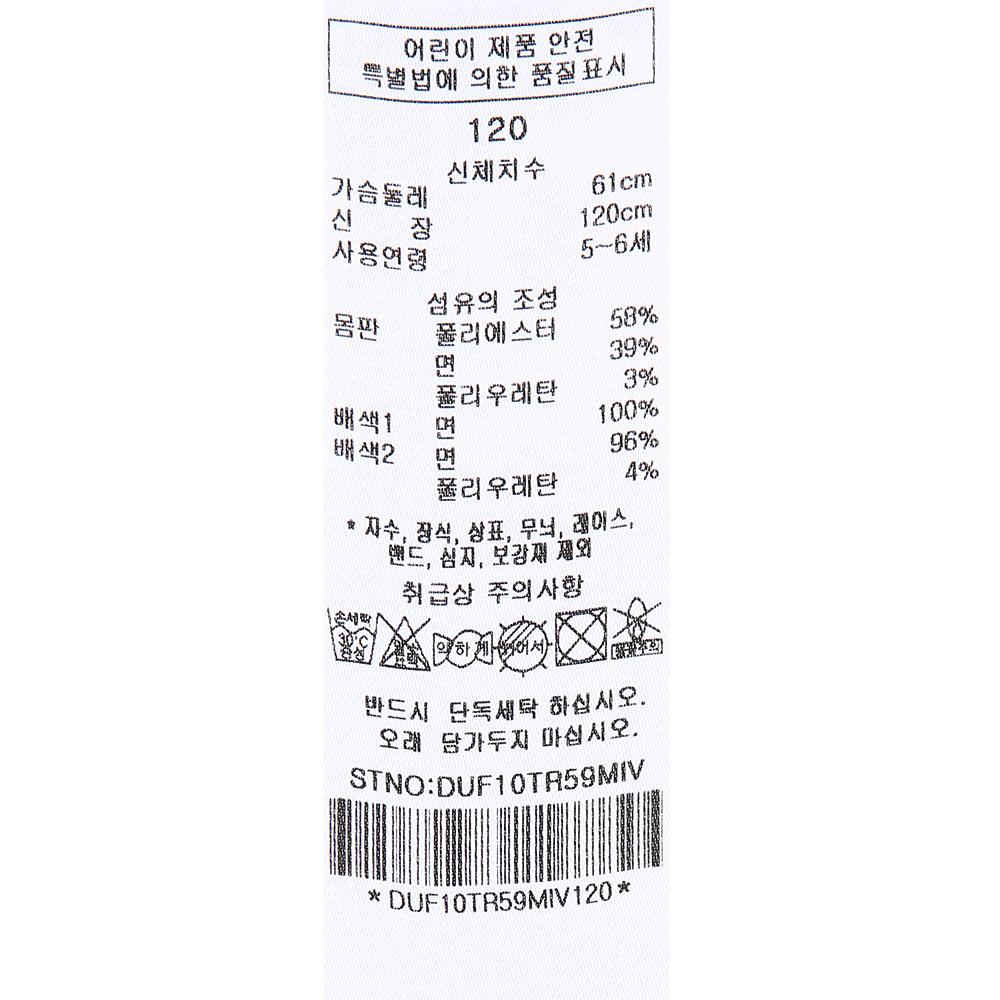 어린이 제품 안전
특별법에 의한 품질표시
120
신체치수
가슴둘레 61cm
신 장 120cm
사용연령 5~6세
섬유의 조성
몸판 폴리에스터 58%
면 39%
폴리우레탄 3%
배색1 면 100%
배색2 면 96%
폴리우레탄 4%
* 자수, 장식, 상표, 무늬, 레이스,
밴드, 심지, 보강재 제외
취급상 주의사항
손세탁
30℃ 약하게 뉘어서
중성
반드시 단독세탁 하십시오.
오래 담가두지 마십시오.
STNO:DUF10TR59MIV
*DUF10TR59MIV120*